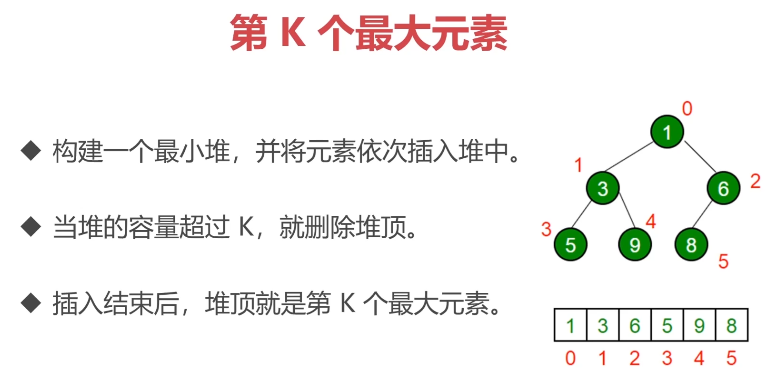 第 K 个最大元素
◆ 构建一个最小堆，并将元素依次插入堆中。
◆ 当堆的容量超过 K，就删除堆顶。
◆ 插入结束后，堆顶就是第 K 个最大元素。
0
1
1
3
6
2
3
5
9
4
8
5
1 3 6 5 9 8
0 1 2 3 4 5